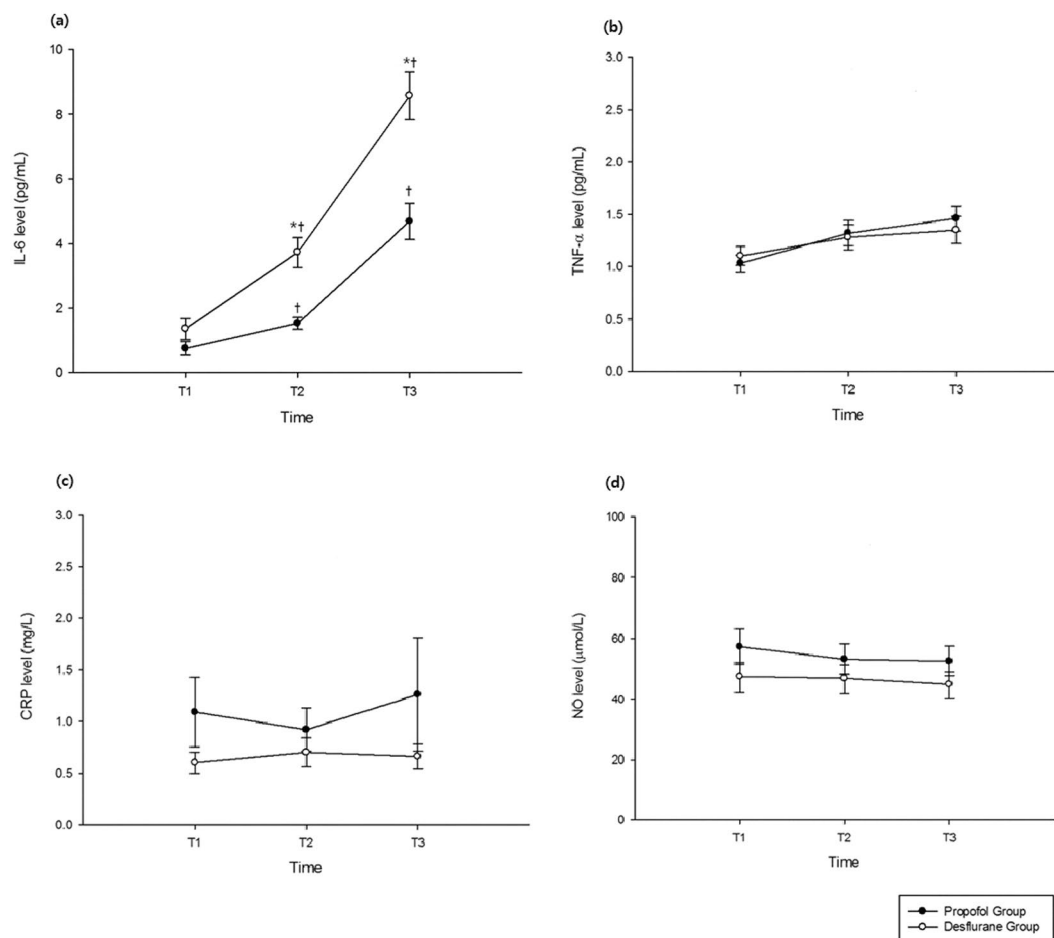 (a)
10
8
6
4
2
0
IL-6 level (pg/mL)
*†
*†
†
†
T1
T2
T3
Time
(b)
3.0
2.5
2.0
1.5
1.0
0.5
0.0
TNF-α level (pg/mL)
T1
T2
T3
Time
(c)
3.0
2.5
2.0
1.5
1.0
0.5
0.0
CRP level (mg/L)
T1
T2
T3
Time
(d)
100
80
60
40
20
0
NO level (μmol/L)
T1
T2
T3
Time
Propofol Group
Desflurane Group